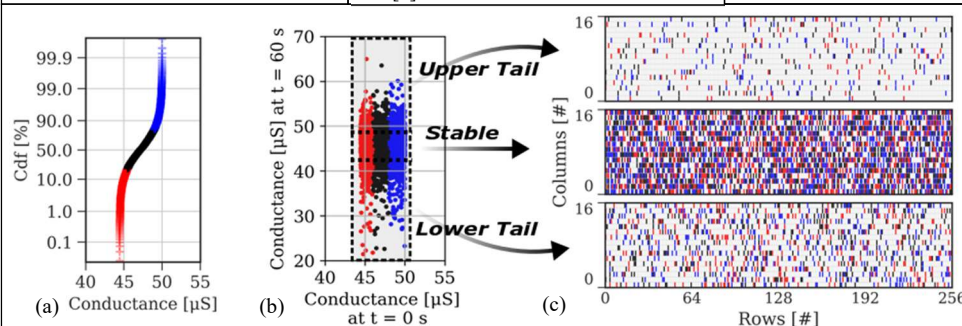 99.9
99.0
90.0
50.0
10.0
1.0
0.1
Cdf [%]
40 45 50 55
(a) Conductance [µS]
70
60
50
40
30
20
Conductance [µS] at t = 60 s
40 45 50 55
(b) Conductance [µS]
at t = 0 s
Upper Tail
Stable
Lower Tail
16
0
16
0
16
0
Columns [#]
0 64 128 192 256
(c) Rows [#]